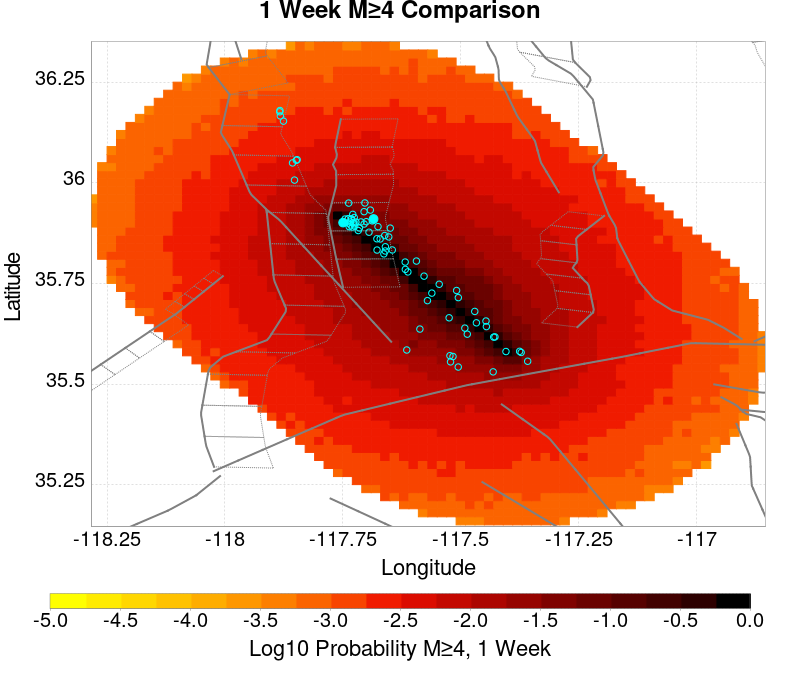 1 Week M≥4 Comparison
Latitude
36.25
36
35.75
35.5
35.25
-118.25 -118 -117.75 -117.5 -117.25 -117
Longitude
-5.0 -4.5 -4.0 -3.5 -3.0 -2.5 -2.0 -1.5 -1.0 -0.5 0.0
Log10 Probability M≥4, 1 Week